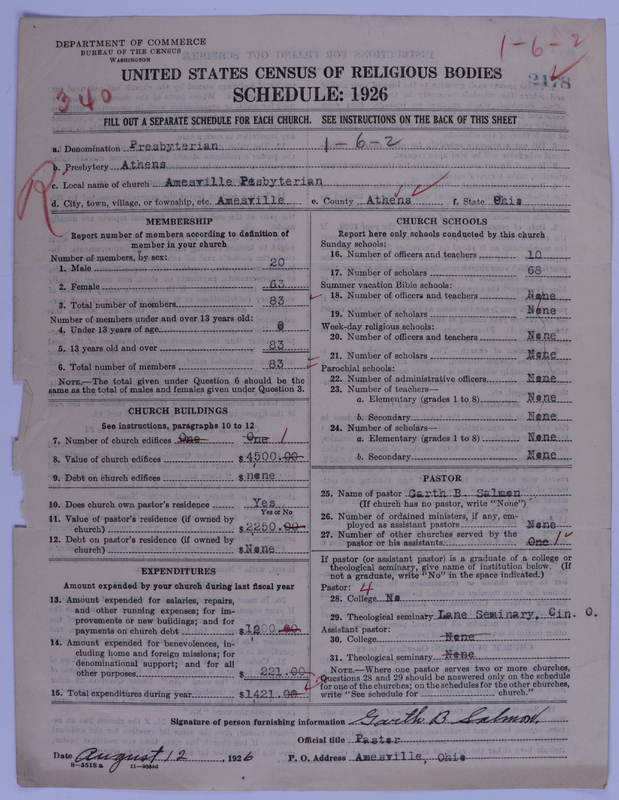 DEPARTMENT OF COMMERCE
BUREAU OF THE CENSUS
WASHINGTON
1-6-2
UNITED STATES CENSUS OF RELIGIOUS BODIES
2478
340
SCHEDULE: 1926
FILL OUT A SEPARATE SCHEDULE FOR EACH CHURCH. SEE INSTRUCTIONS ON THE BACK OF THIS SHEET
a. Denomination Presbyterian 1-6-2
b. Presbytery Athens
c. Local name of church Amesville Pesbyterian
d. City, town, village, or township, etc. Amesville e. County Athens f. State Ohio
R
MEMBERSHIP
Report number of members according to definition of
member in your church
Number of members, by sex:
1. Male 20
2. Female 63
3. Total number of members 83
Number of members under and over 13 years old:
4. Under 13 years of age 0
5. 13 years old and over 83
6. Total number of members 83
NOTE.—The total given under Question 6 should be the
same as the total of males and females given under Question 3.
CHURCH BUILDINGS
See instructions, paragraphs 10 to 12
7. Number of church edifices One One 1
8. Value of church edifices $4500.00
9. Debt on church edifices $none
10. Does church own pastor's residence Yes
Yes or No
11. Value of pastor's residence (if owned by
church) $2250.00
12. Debt on pastor's residence (if owned by
church) $None
EXPENDITURES
Amount expended by your church during last fiscal year
13. Amount expended for salaries, repairs,
and other running expenses; for im-
provements or new buildings; and for
payments on church debt $1200.00
14. Amount expended for benevolences, in-
cluding home and foreign missions; for
denominational support; and for all
other purposes $221.00
15. Total expenditures during year $1421.00
CHURCH SCHOOLS
Report here only schools conducted by this church
Sunday schools:
16. Number of officers and teachers 10
17. Number of scholars 68
Summer vacation Bible schools:
18. Number of officers and teachers None
19. Number of scholars None
Week-day religious schools:
20. Number of officers and teachers None
21. Number of scholars None
Parochial schools:
22. Number of administrative officers None
23. Number of teachers—
a. Elementary (grades 1 to 8) None
b. Secondary None
24. Number of scholars—
a. Elementary (grades 1 to 8) None
b. Secondary None
PASTOR
25. Name of pastor Garth B. Salmon
(If church has no pastor, write "None")
26. Number of ordained ministers, if any, em-
ployed as assistant pastors None
27. Number of other churches served by the
pastor or his assistants One 1
If pastor (or assistant pastor) is a graduate of a college or
theological seminary, give name of institution below. (If
not a graduate, write "No" in the space indicated.)
Pastor: 4
28. College No
29. Theological seminary Lane Seminary, Cin. O.
Assistant pastor:
30. College None
31. Theological seminary None
NOTE.—Where one pastor serves two or more churches,
Questions 28 and 29 should be answered only on the schedule
for one of the churches; on the schedules for the other churches,
write "See schedule for church."
Signature of person furnishing information Garth B Salmon
Official title Pastor
Date August 12, 1926 P. O. Address Amesville, Ohio
8-5518 a